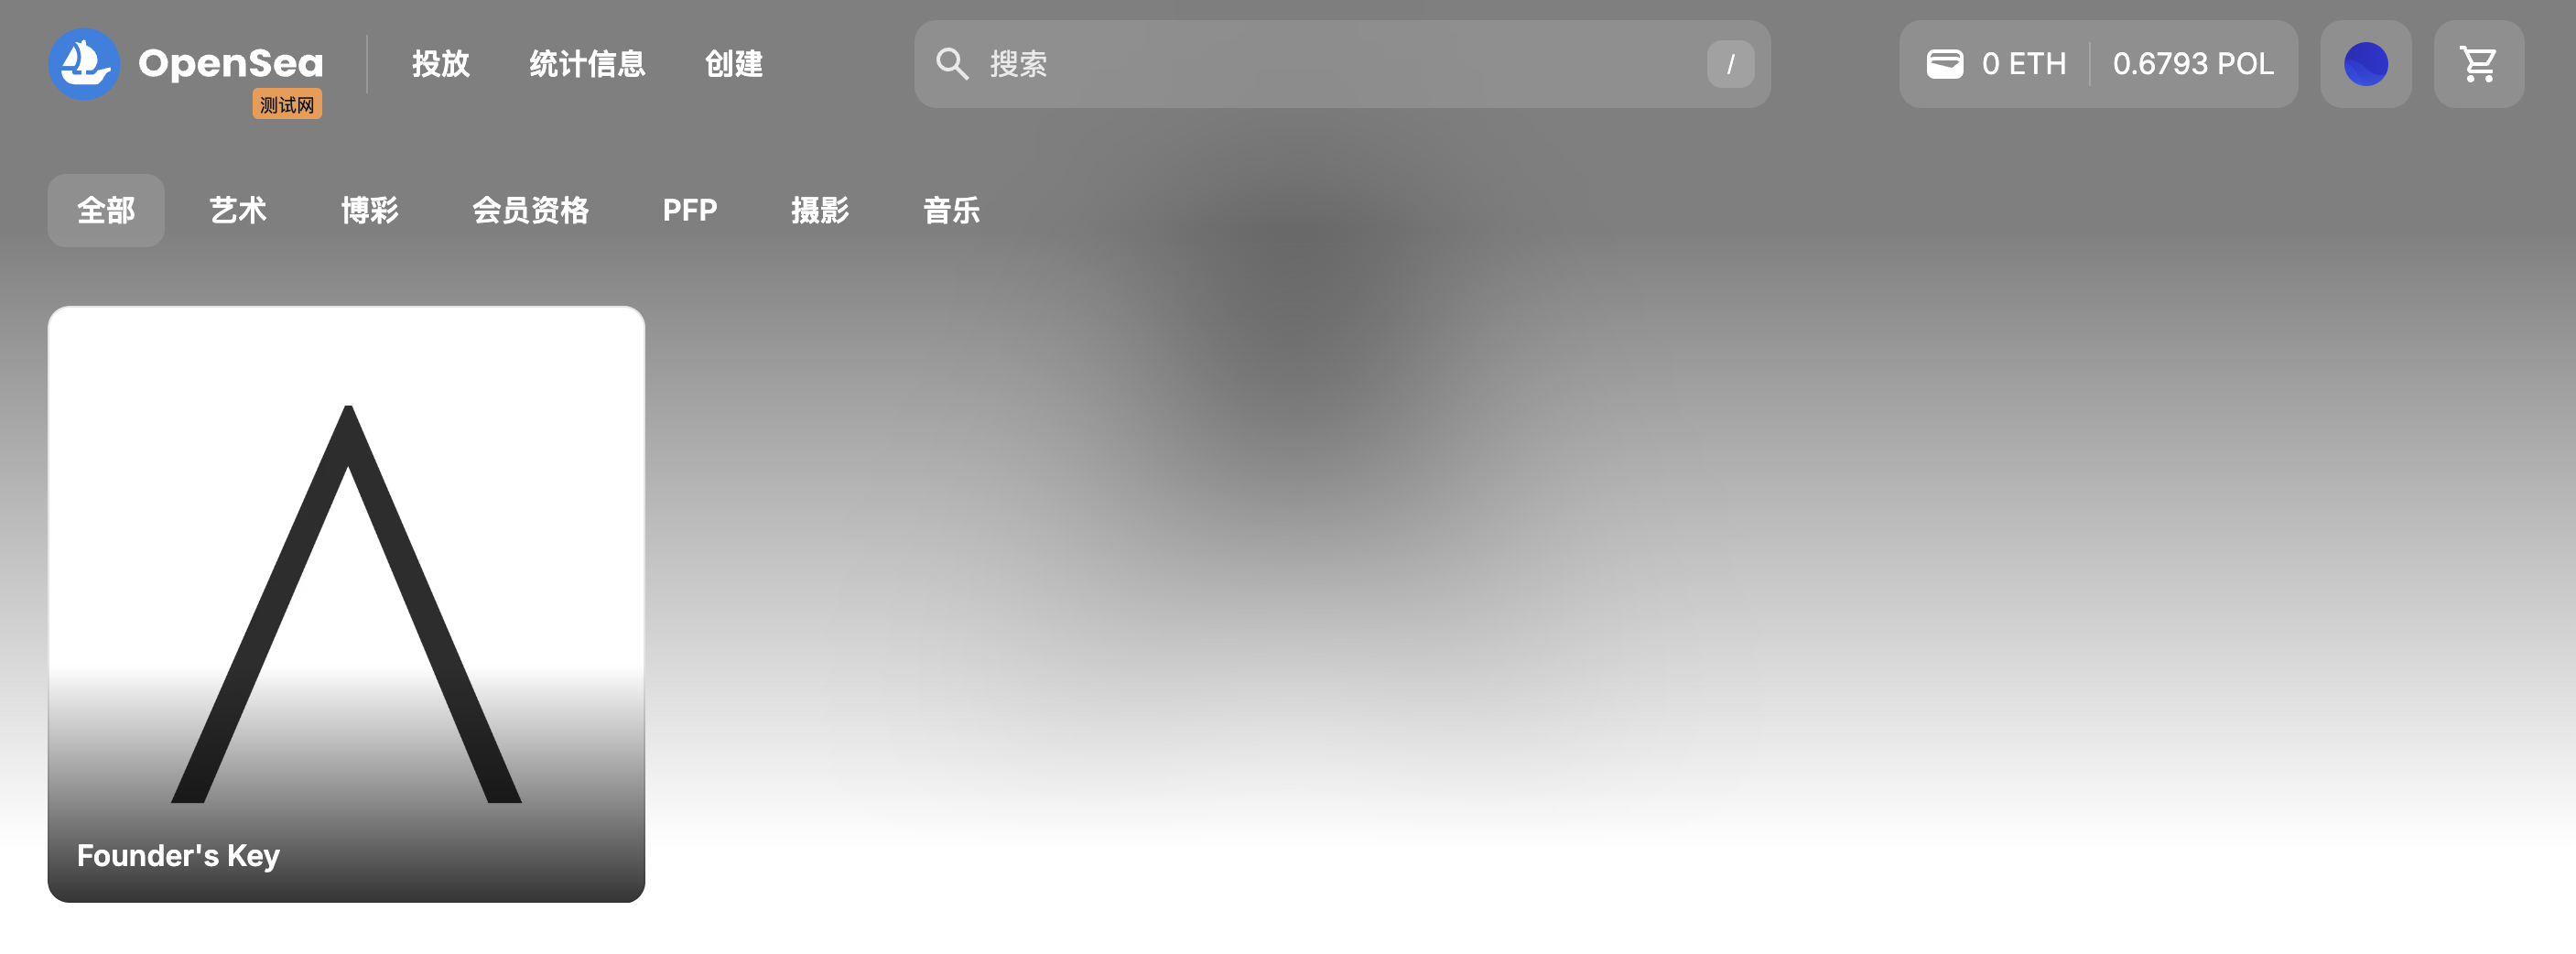 OpenSea
测试网
投放 统计信息 创建
搜索 /
0 ETH 0.6793 POL
全部 艺术 博彩 会员资格 PFP 摄影 音乐
Founder's Key